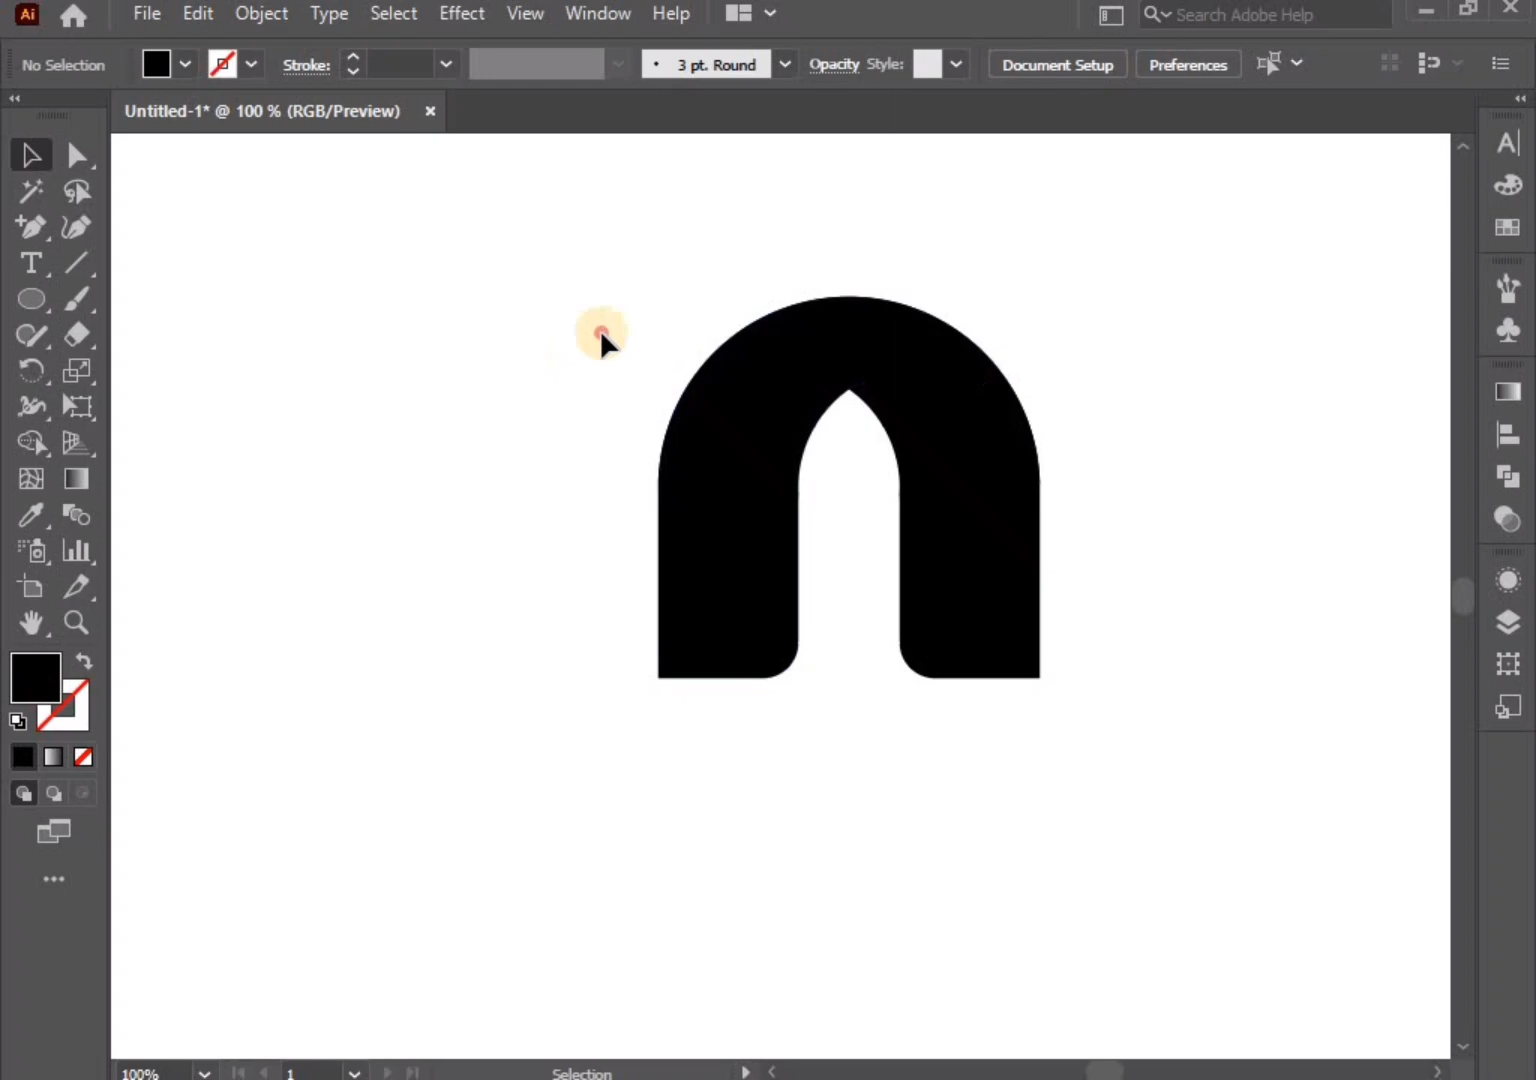 Ai File Edit Object Type Select Effect View Window Help Search Adobe Help
No Selection Stroke: 3 pt. Round Opacity Style: Document Setup Preferences
Untitled-1* @ 100 % (RGB/Preview)
100% 1 Selection